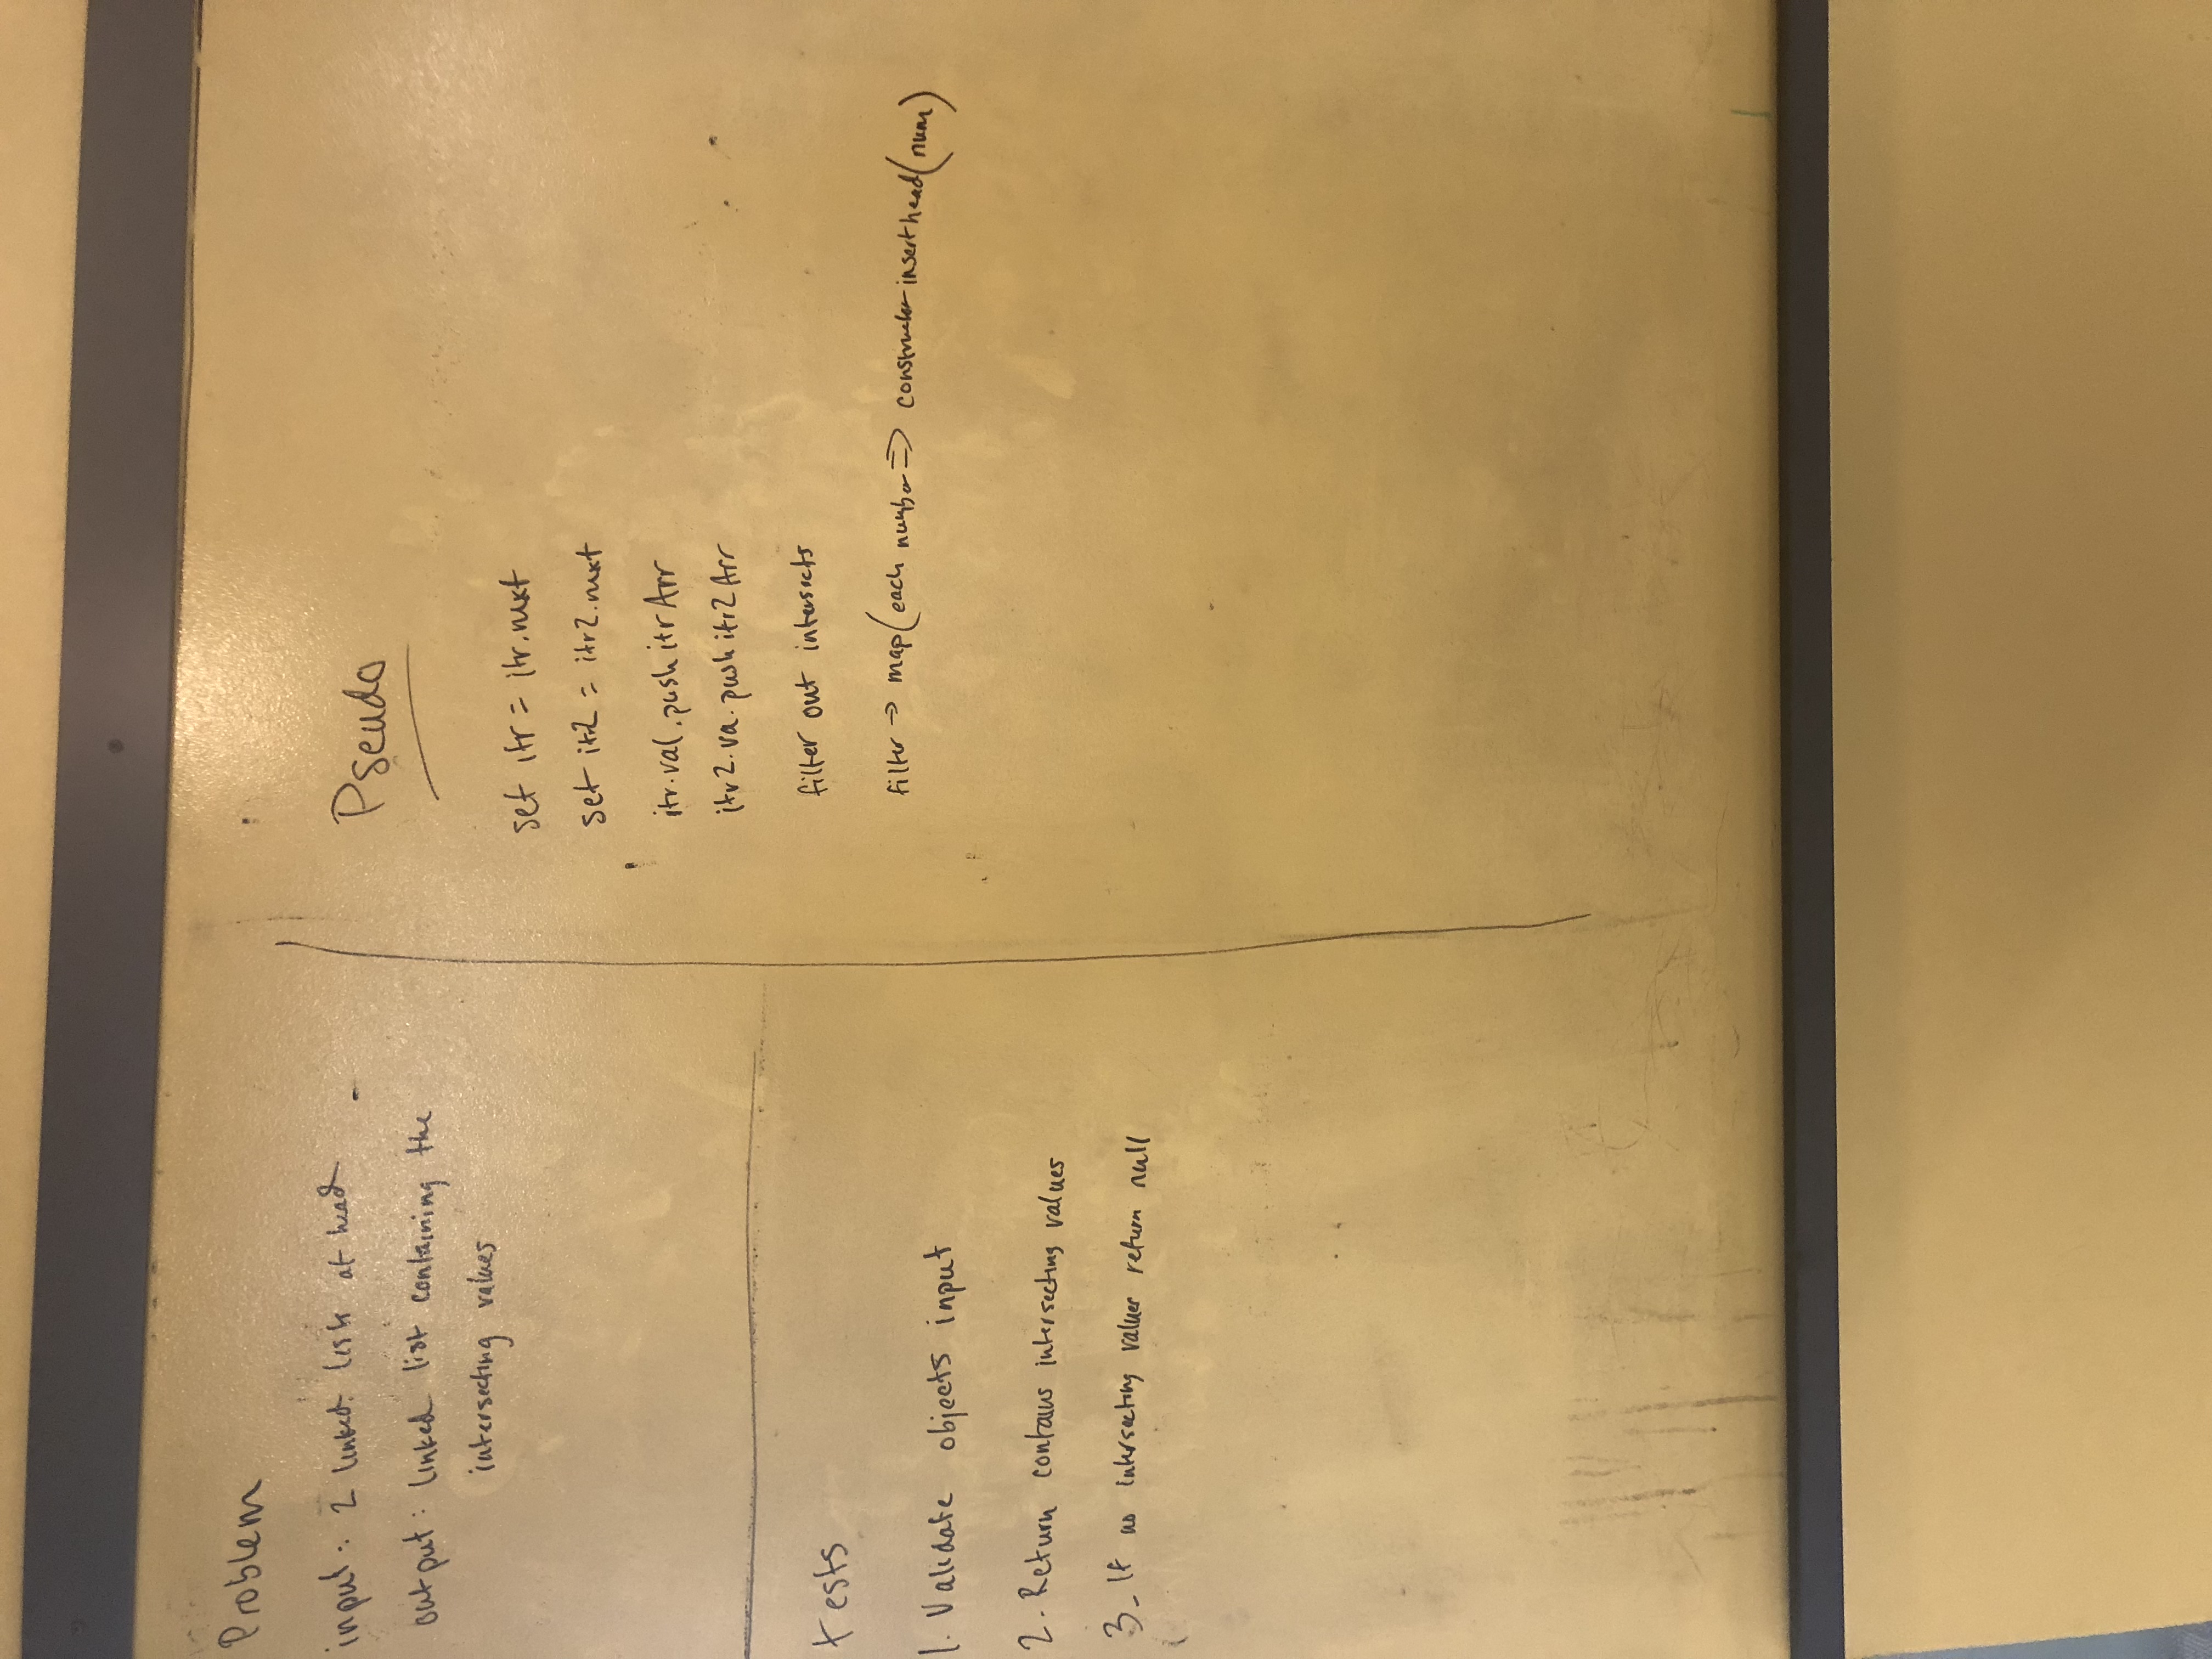 Problem
input: 2 linked lists at head
output: linked list containing the
intersecting values
tests
1. Validate objects input
2. Return contains intersecting values
3. If no intersecting values return null
Pseudo
set itr = itr.next
set itr2 = itr2.next
itr.val.push itrArr
itr2.va.push itr2Arr
filter out intersects
filter → map(each number => constructor insert head(num)